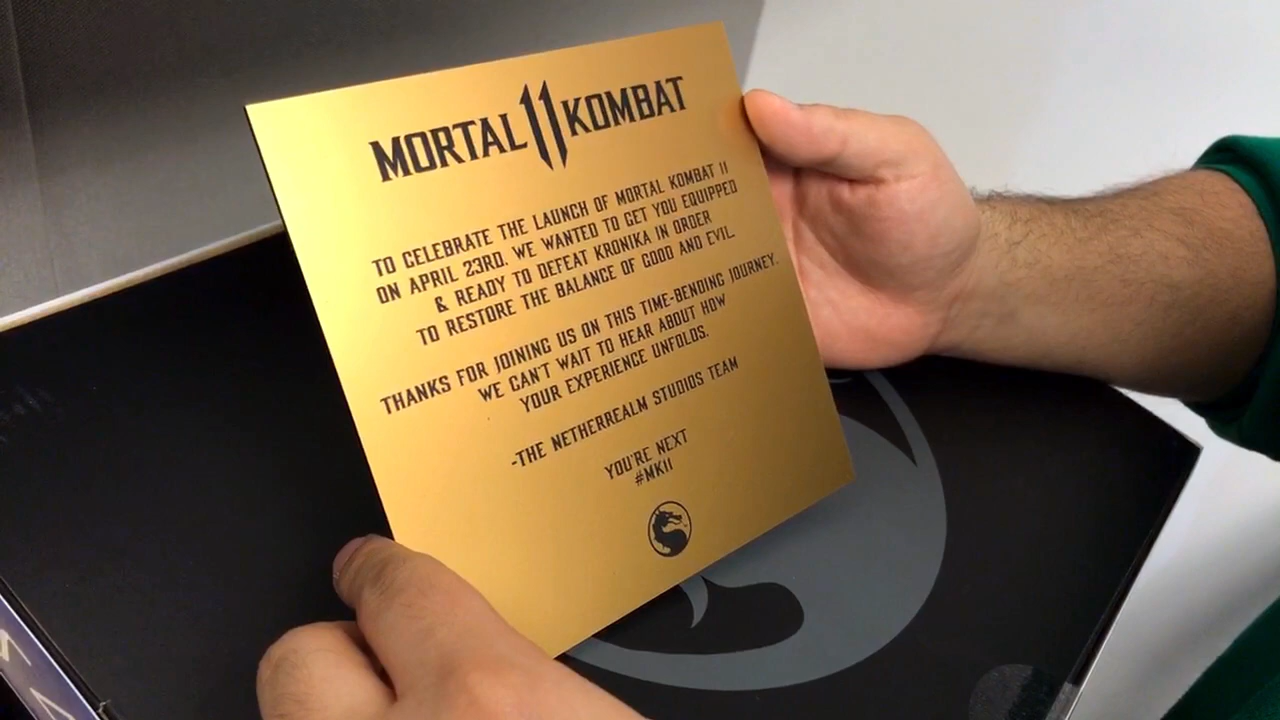 MORTAL 11 KOMBAT
TO CELEBRATE THE LAUNCH OF MORTAL KOMBAT 11
ON APRIL 23RD, WE WANTED TO GET YOU EQUIPPED
& READY TO DEFEAT KRONIKA IN ORDER
TO RESTORE THE BALANCE OF GOOD AND EVIL.
THANKS FOR JOINING US ON THIS TIME-BENDING JOURNEY.
WE CAN'T WAIT TO HEAR ABOUT HOW
YOUR EXPERIENCE UNFOLDS.
-THE NETHERREALM STUDIOS TEAM
YOU'RE NEXT
#MK11